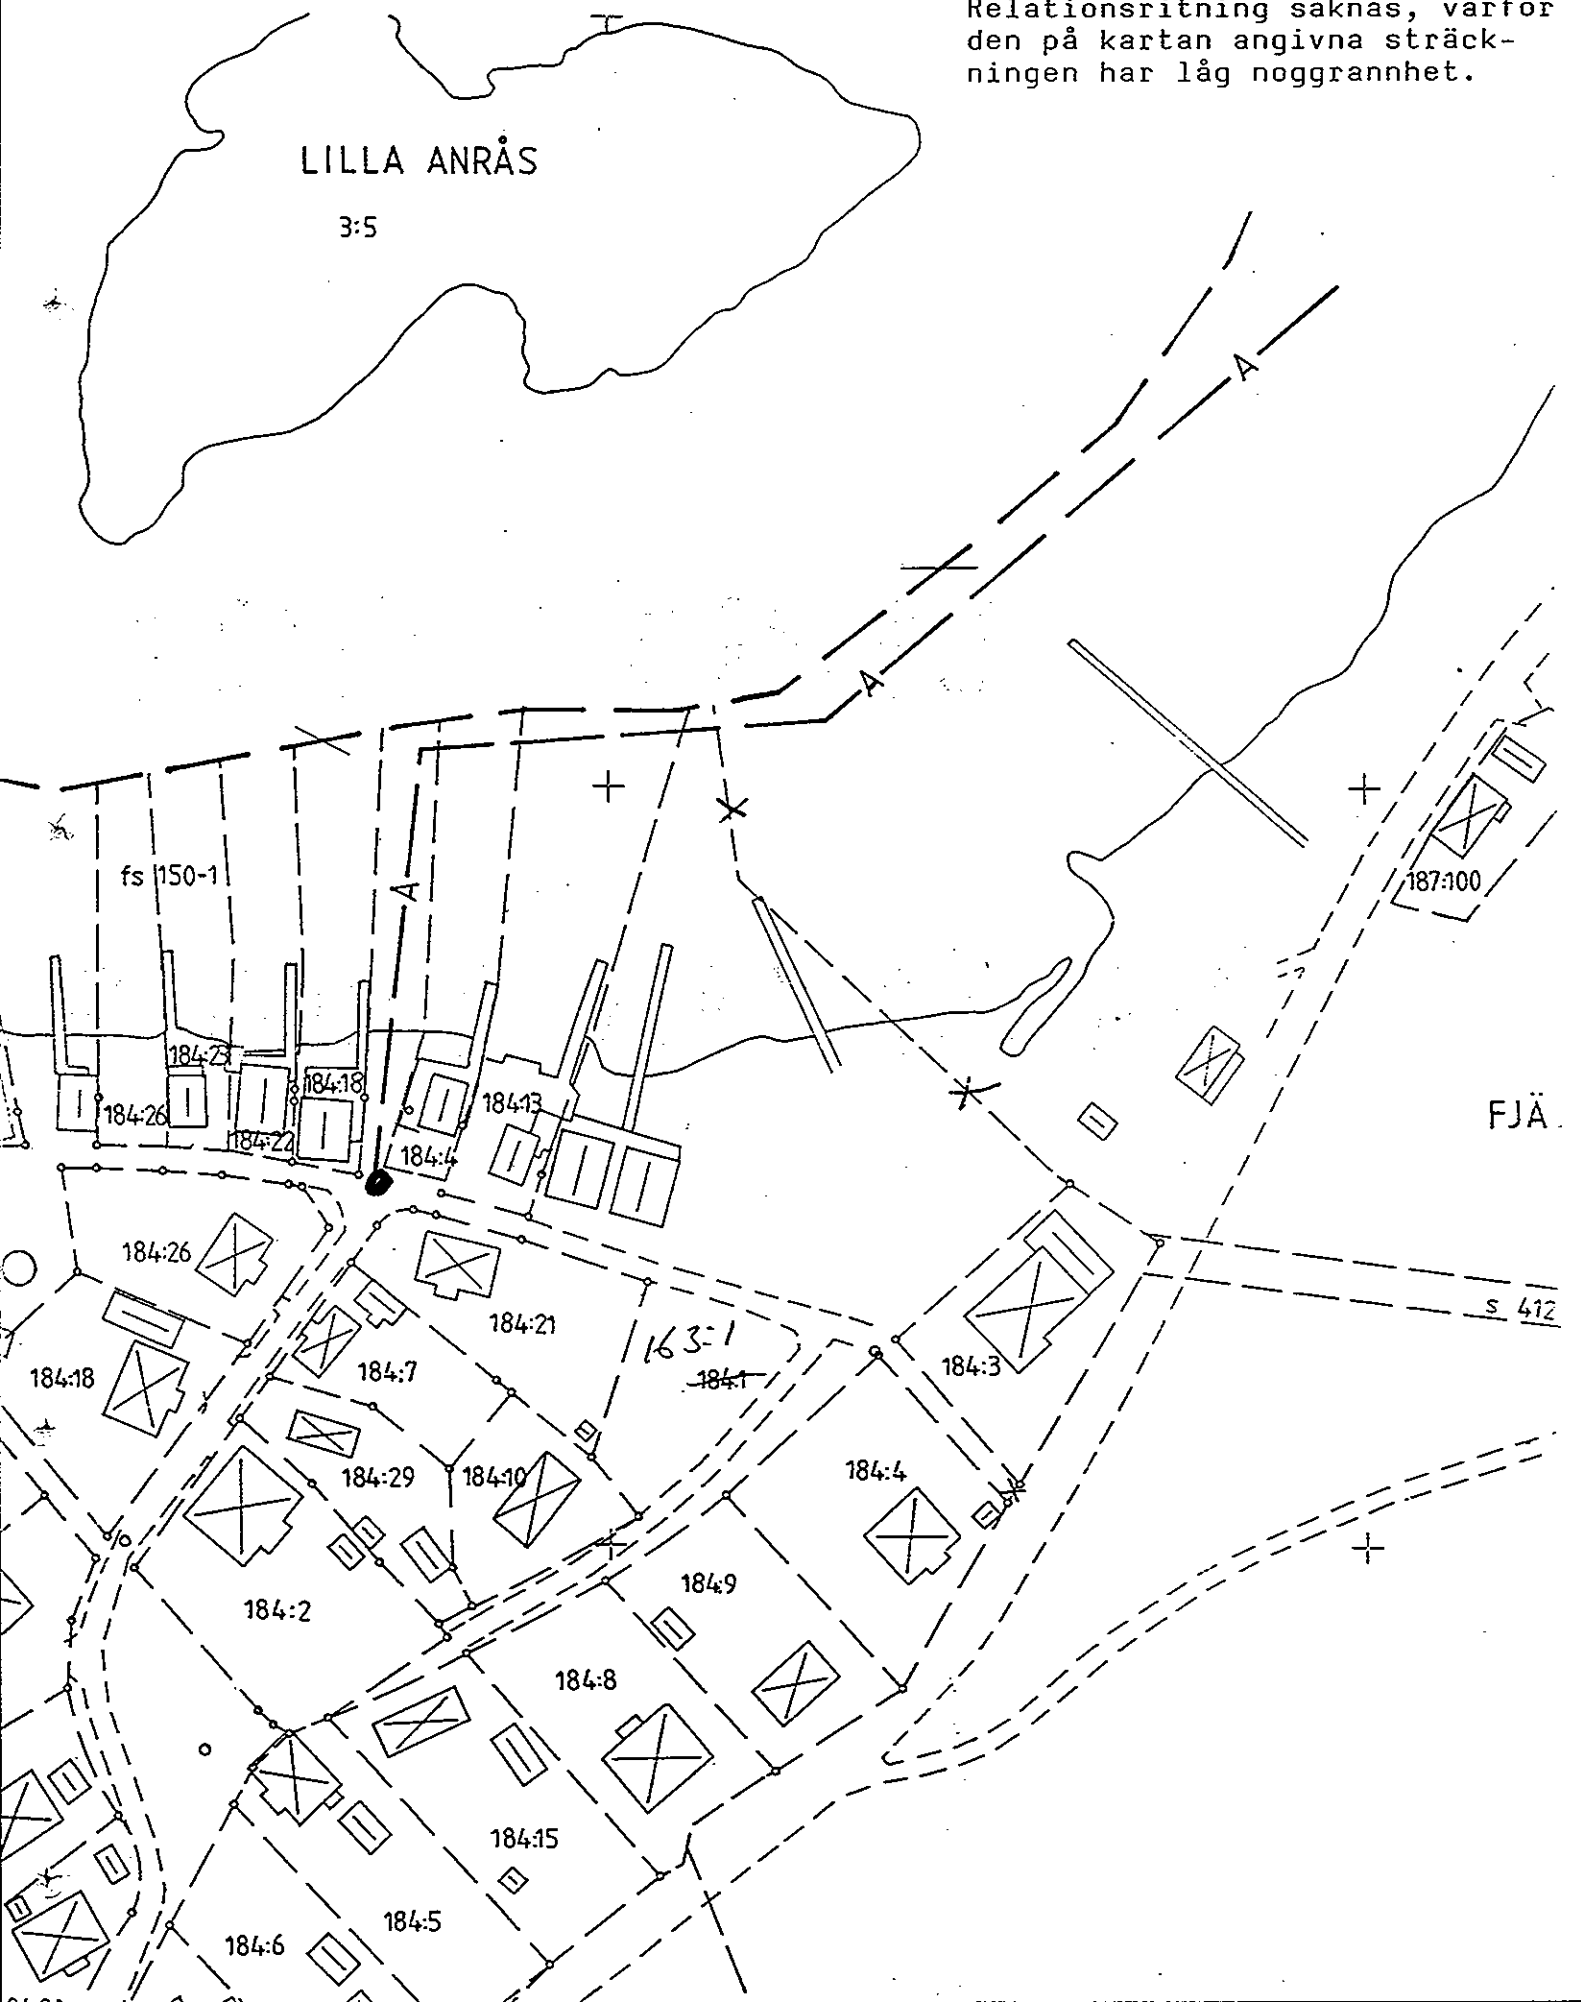 Relationsritning saknas, varför
den på kartan angivna sträck-
ningen har låg noggrannhet.
LILLA ANRÅS
3:5
A
A
fs 150-1
A
187:100
184:23
184:18
184:26
184:22
184:13
184:4
FJÄ
184:26
184:21
163:1
184:1
s 412
184:18
184:7
184:3
184:29
184:10
184:4
184:2
184:9
184:8
184:15
184:5
184:6